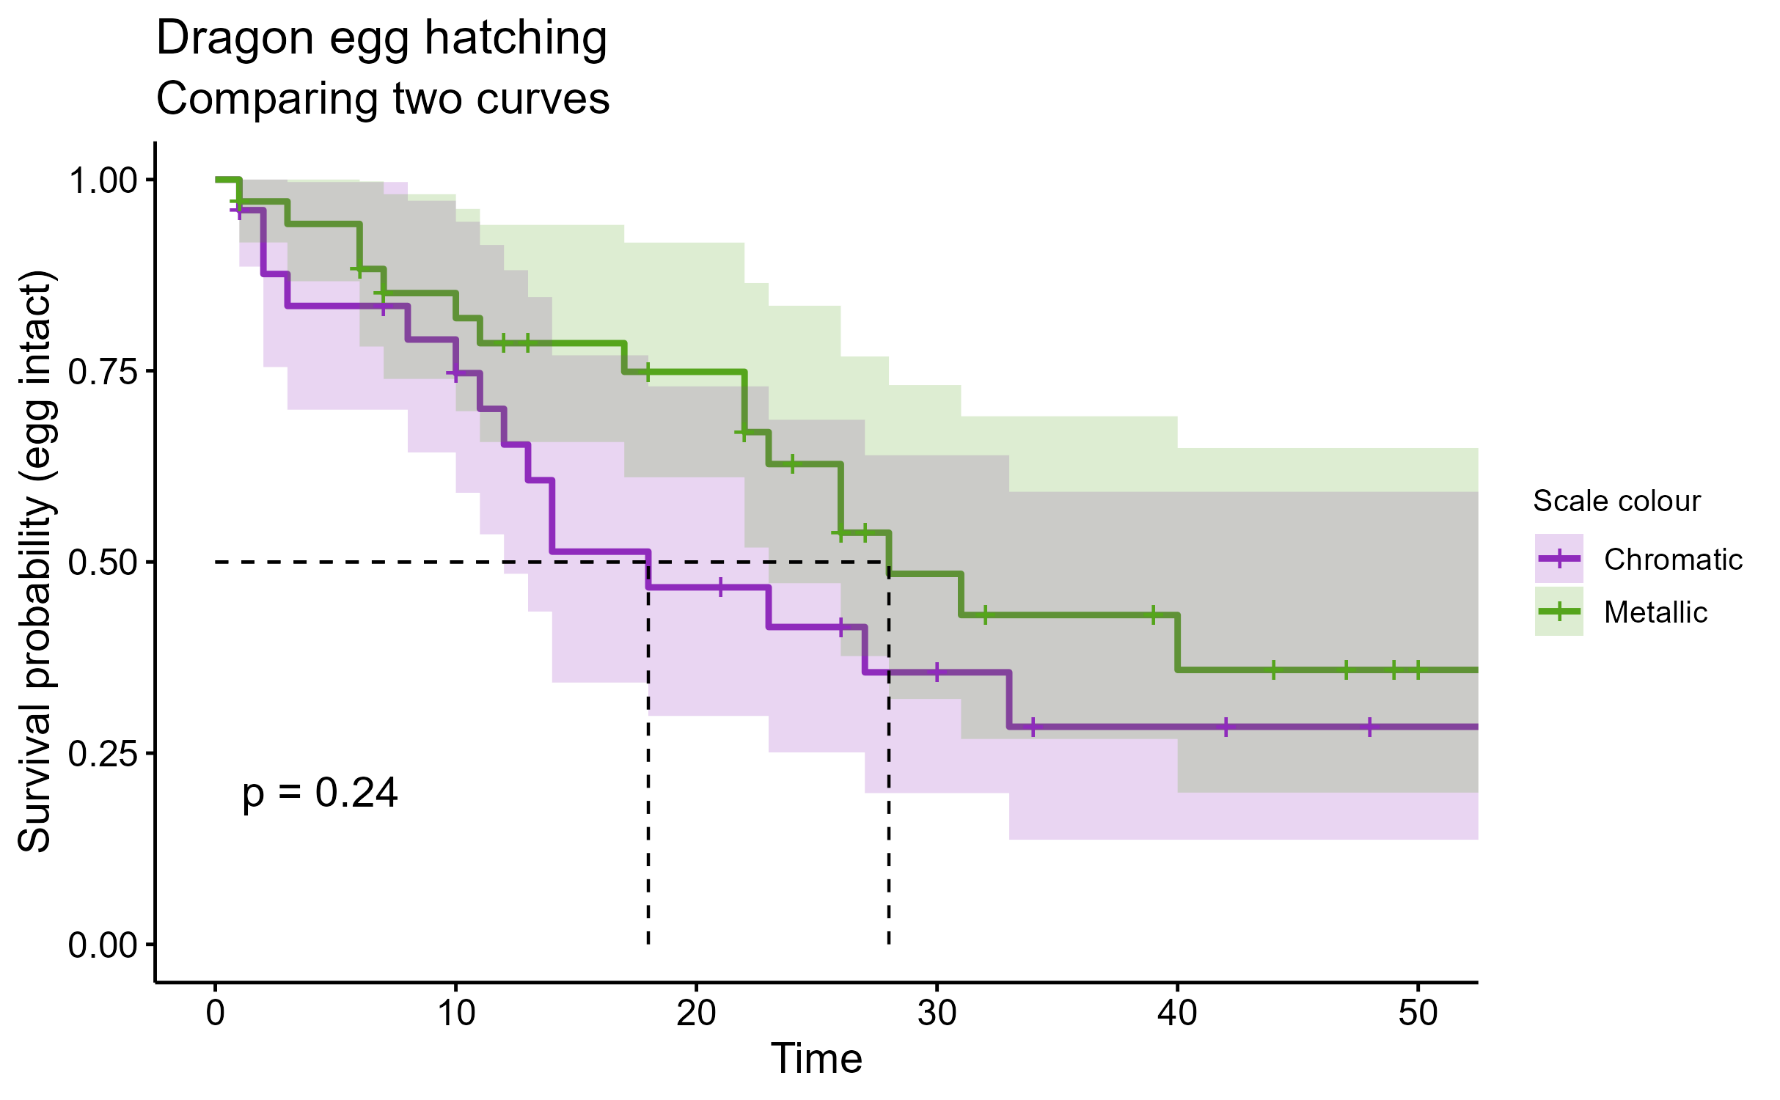 Dragon egg hatching
Comparing two curves
Survival probability (egg intact)
1.00
0.75
0.50
0.25
0.00
p = 0.24
0 10 20 30 40 50
Time
Scale colour
Chromatic
Metallic